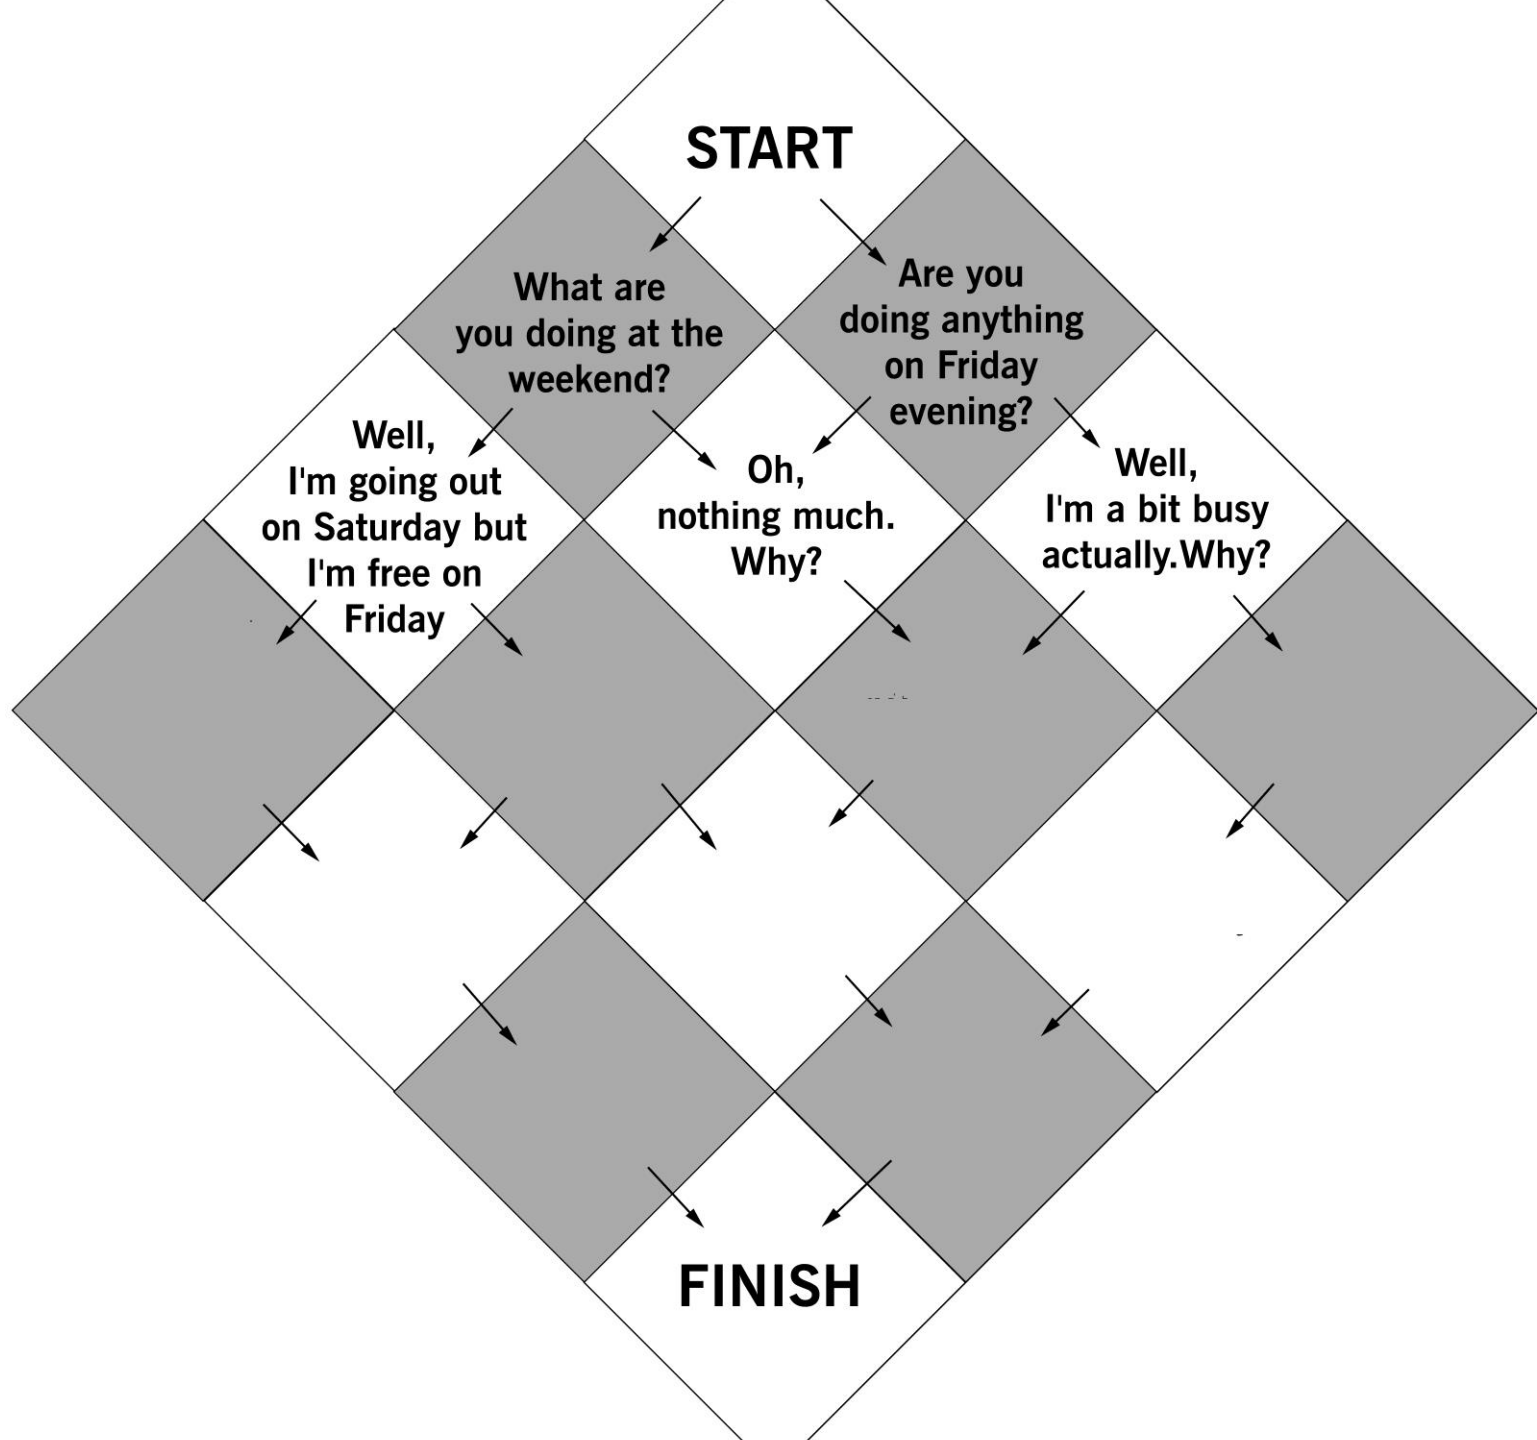 START
What are
you doing at the
weekend?
Are you
doing anything
on Friday
evening?
Well,
I'm going out
on Saturday but
I'm free on
Friday
Oh,
nothing much.
Why?
Well,
I'm a bit busy
actually.Why?
FINISH